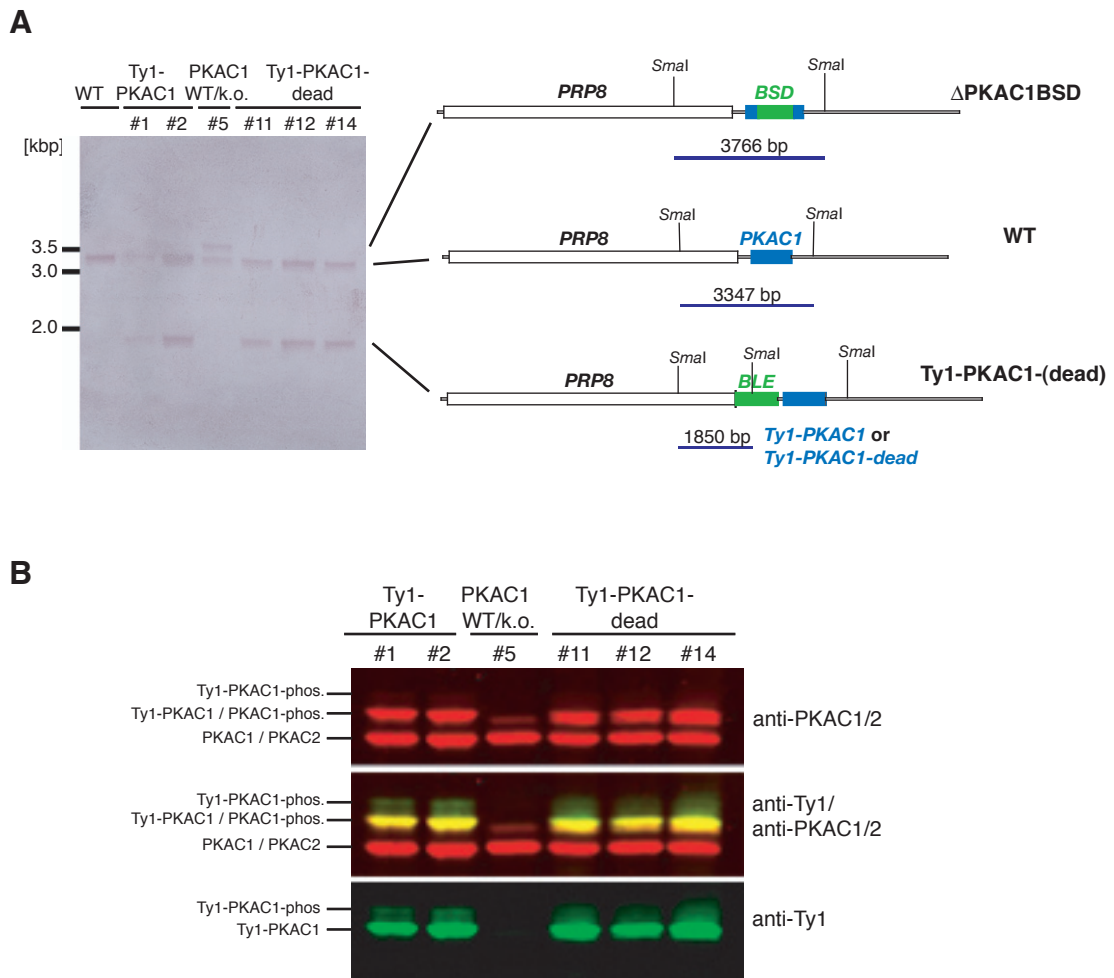 A
WT
Ty1-
PKAC1
PKAC1
WT/k.o.
Ty1-PKAC1-
dead
#1 #2 #5 #11 #12 #14
[kbp]
3.5
3.0
2.0
SmaI
SmaI
PRP8
BSD
ΔPKAC1BSD
3766 bp
SmaI
SmaI
PRP8
PKAC1
WT
3347 bp
SmaI
SmaI
SmaI
PRP8
BLE
Ty1-PKAC1-(dead)
1850 bp
Ty1-PKAC1 or
Ty1-PKAC1-dead
B
Ty1-
PKAC1
PKAC1
WT/k.o.
Ty1-PKAC1-
dead
#1 #2 #5 #11 #12 #14
Ty1-PKAC1-phos.
Ty1-PKAC1 / PKAC1-phos.
PKAC1 / PKAC2
anti-PKAC1/2
Ty1-PKAC1-phos.
Ty1-PKAC1 / PKAC1-phos.
PKAC1 / PKAC2
anti-Ty1/
anti-PKAC1/2
Ty1-PKAC1-phos
Ty1-PKAC1
anti-Ty1